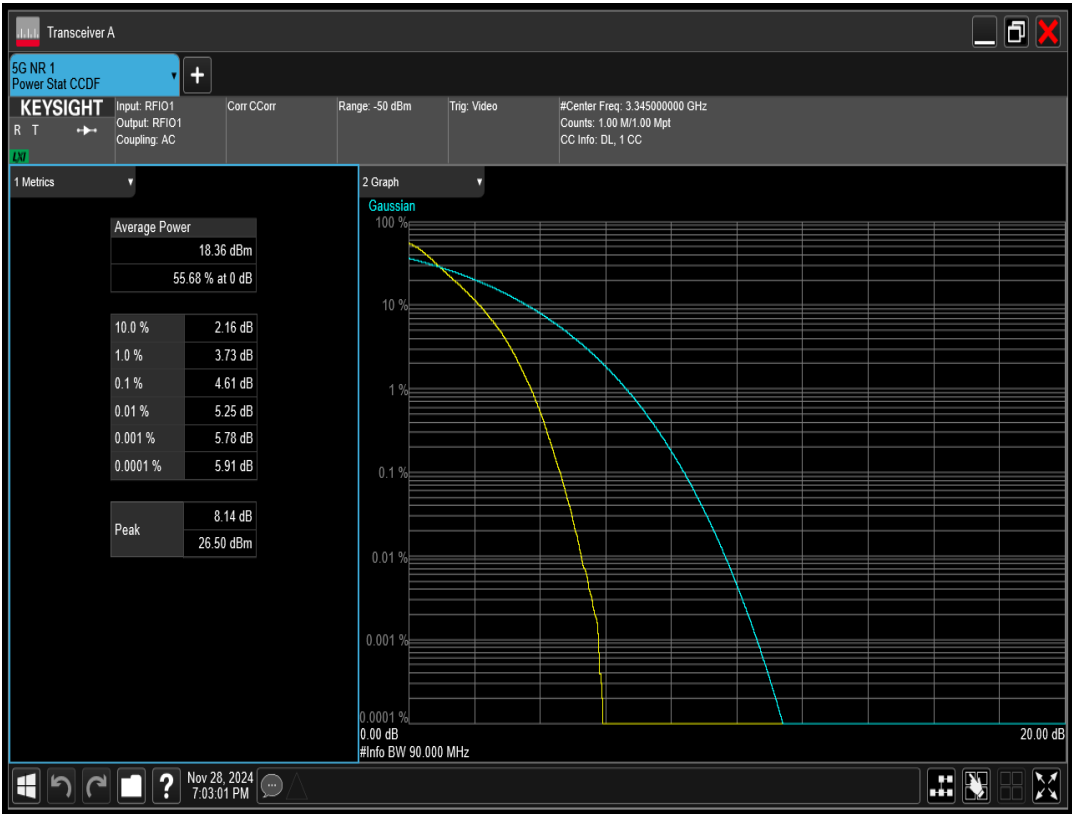 Transceiver A
5G NR 1
Power Stat CCDF
KEYSIGHT
R T
LXI
Input: RFIO1
Output: RFIO1
Coupling: AC
Corr CCorr
Range: -50 dBm
Trig: Video
#Center Freq: 3.345000000 GHz
Counts: 1.00 M/1.00 Mpt
CC Info: DL, 1 CC
1 Metrics
Average Power
18.36 dBm
55.68 % at 0 dB
10.0 % 2.16 dB
1.0 % 3.73 dB
0.1 % 4.61 dB
0.01 % 5.25 dB
0.001 % 5.78 dB
0.0001 % 5.91 dB
Peak
8.14 dB
26.50 dBm
2 Graph
Gaussian
100 %
10 %
1 %
0.1 %
0.01 %
0.001 %
0.0001 %
0.00 dB
20.00 dB
#Info BW 90.000 MHz
?
Nov 28, 2024
7:03:01 PM